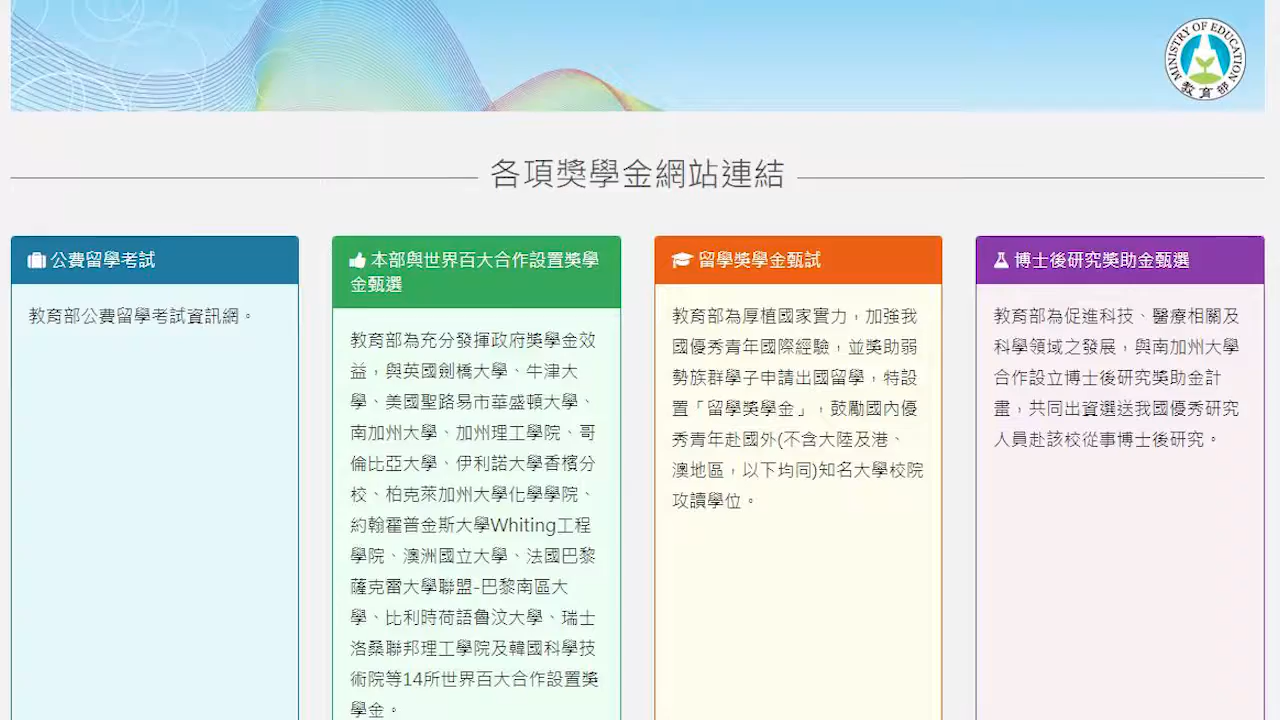 MINISTRY OF EDUCATION
教育部
各項獎學金網站連結
公費留學考試
教育部公費留學考試資訊網。
本部與世界百大合作設置獎學
金甄選
教育部為充分發揮政府獎學金效
益，與英國劍橋大學、牛津大
學、美國聖路易市華盛頓大學、
南加州大學、加州理工學院、哥
倫比亞大學、伊利諾大學香檳分
校、柏克萊加州大學化學學院、
約翰霍普金斯大學Whiting工程
學院、澳洲國立大學、法國巴黎
薩克雷大學聯盟-巴黎南區大
學、比利時荷語魯汶大學、瑞士
洛桑聯邦理工學院及韓國科學技
術院等14所世界百大合作設置獎
學金。
留學獎學金甄試
教育部為厚植國家實力，加強我
國優秀青年國際經驗，並獎助弱
勢族群學子申請出國留學，特設
置「留學獎學金」，鼓勵國內優
秀青年赴國外(不含大陸及港、
澳地區，以下均同)知名大學校院
攻讀學位。
博士後研究獎助金甄選
教育部為促進科技、醫療相關及
科學領域之發展，與南加州大學
合作設立博士後研究獎助金計
畫，共同出資選送我國優秀研究
人員赴該校從事博士後研究。